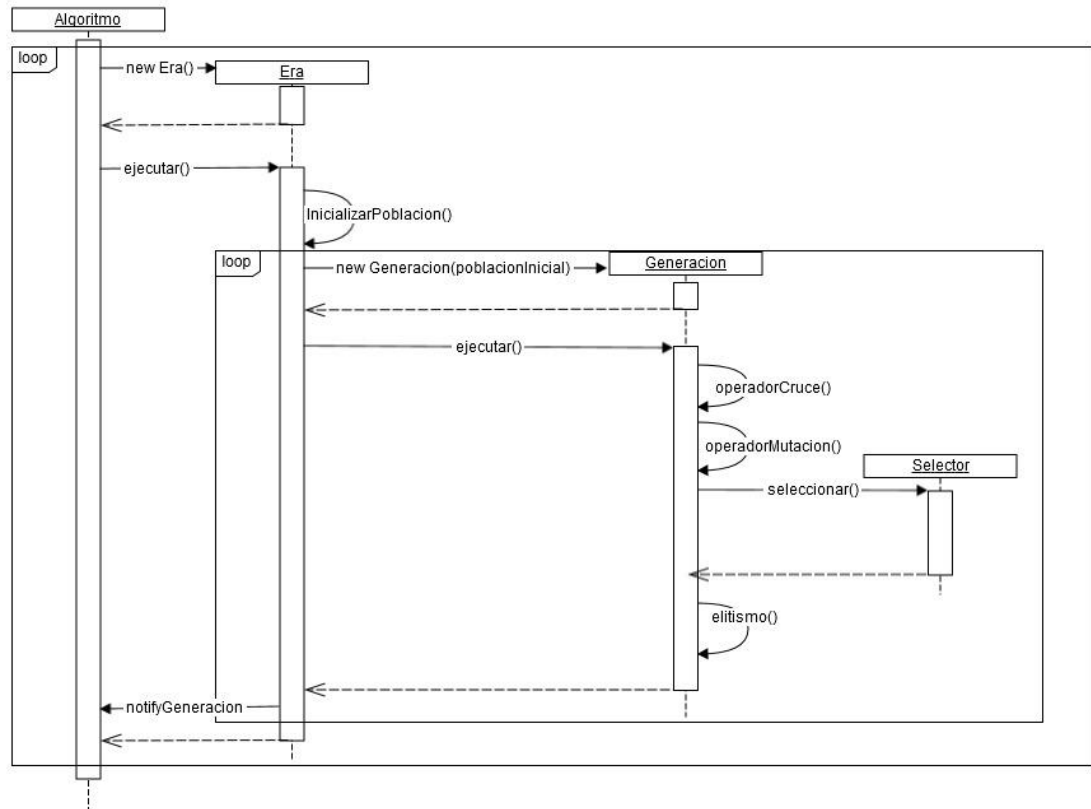 Algoritmo
loop
new Era()
Era
ejecutar()
InicializarPoblacion()
loop
new Generacion(poblacionInicial)
Generacion
ejecutar()
operadorCruce()
operadorMutacion()
Selector
seleccionar()
elitismo()
notifyGeneracion